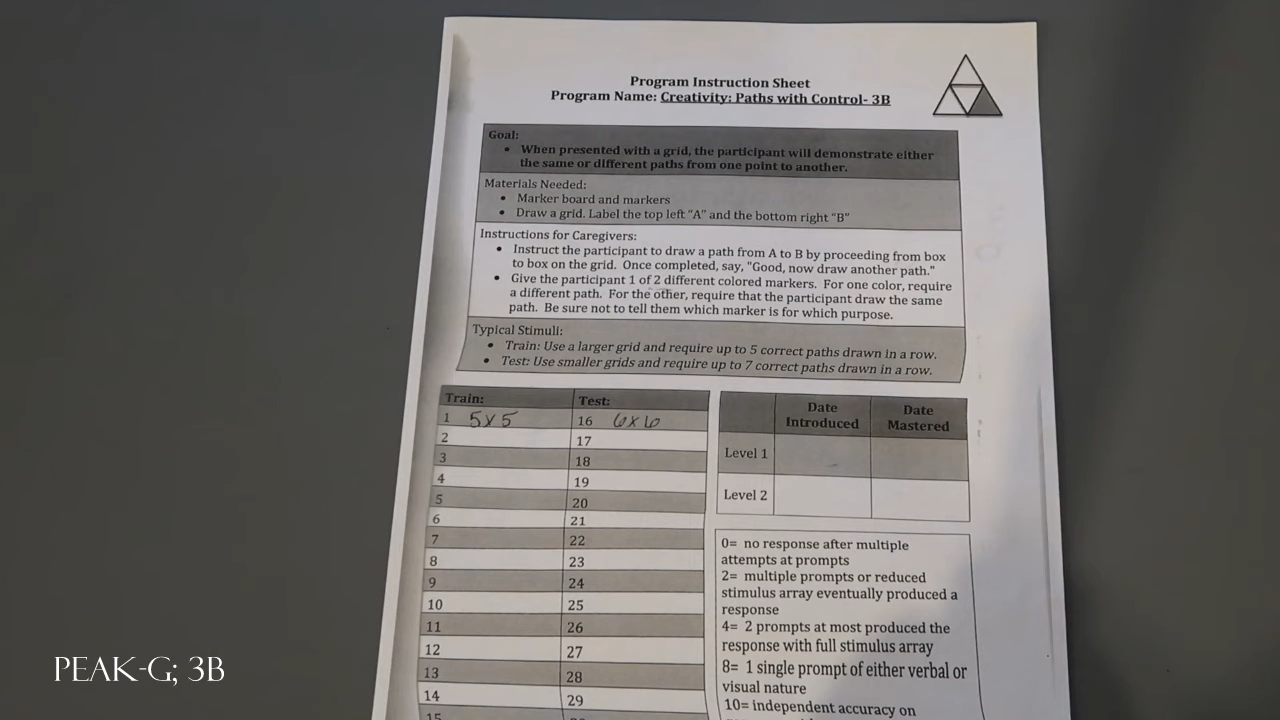 Program Instruction Sheet
Program Name: Creativity: Paths with Control- 3B
Goal:
• When presented with a grid, the participant will demonstrate either
the same or different paths from one point to another.
Materials Needed:
• Marker board and markers
• Draw a grid. Label the top left "A" and the bottom right "B"
Instructions for Caregivers:
• Instruct the participant to draw a path from A to B by proceeding from box
to box on the grid. Once completed, say, "Good, now draw another path."
• Give the participant 1 of 2 different colored markers. For one color, require
a different path. For the other, require that the participant draw the same
path. Be sure not to tell them which marker is for which purpose.
Typical Stimuli:
• Train: Use a larger grid and require up to 5 correct paths drawn in a row.
• Test: Use smaller grids and require up to 7 correct paths drawn in a row.
Train: Test:
1 5x5 16 6x6
2 17
3 18
4 19
5 20
6 21
7 22
8 23
9 24
10 25
11 26
12 27
13 28
14 29
15
Date Introduced Date Mastered
Level 1
Level 2
0= no response after multiple
attempts at prompts
2= multiple prompts or reduced
stimulus array eventually produced a
response
4= 2 prompts at most produced the
response with full stimulus array
8= 1 single prompt of either verbal or
visual nature
10= independent accuracy on
PEAK-G; 3B